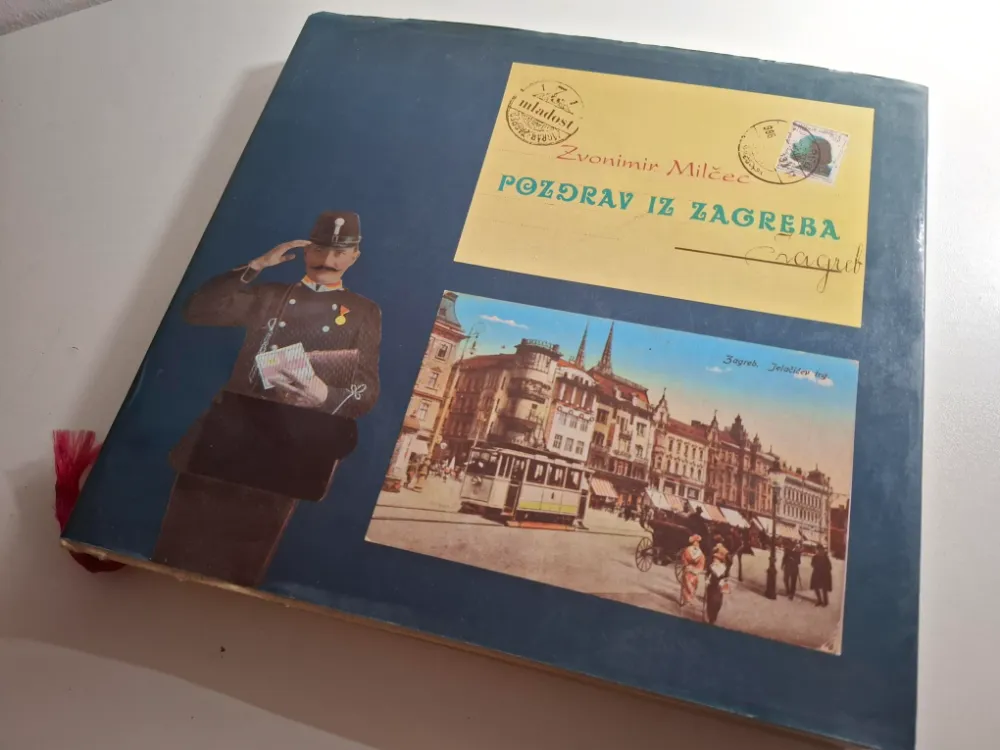 mladost
Zvonimir Milčec
POZDRAV IZ ZAGREBA
Zagreb
Zagreb, Jelačićev trg.